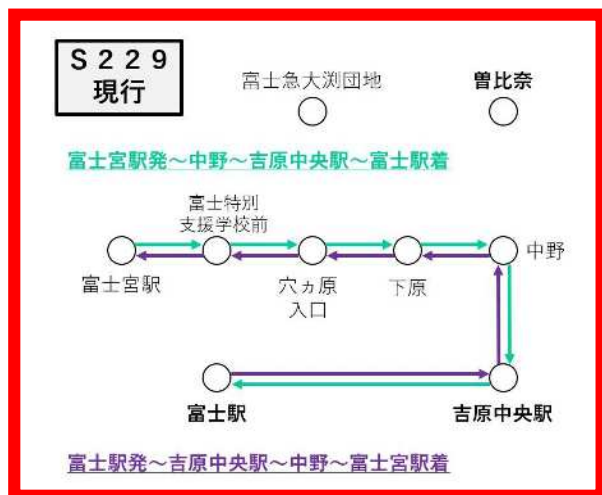 S229
現行
富士急大渕団地
曽比奈
富士宮駅発～中野～吉原中央駅～富士駅着
富士特別
支援学校前
中野
富士宮駅
穴ヵ原
入口
下原
富士駅
吉原中央駅
富士駅発～吉原中央駅～中野～富士宮駅着